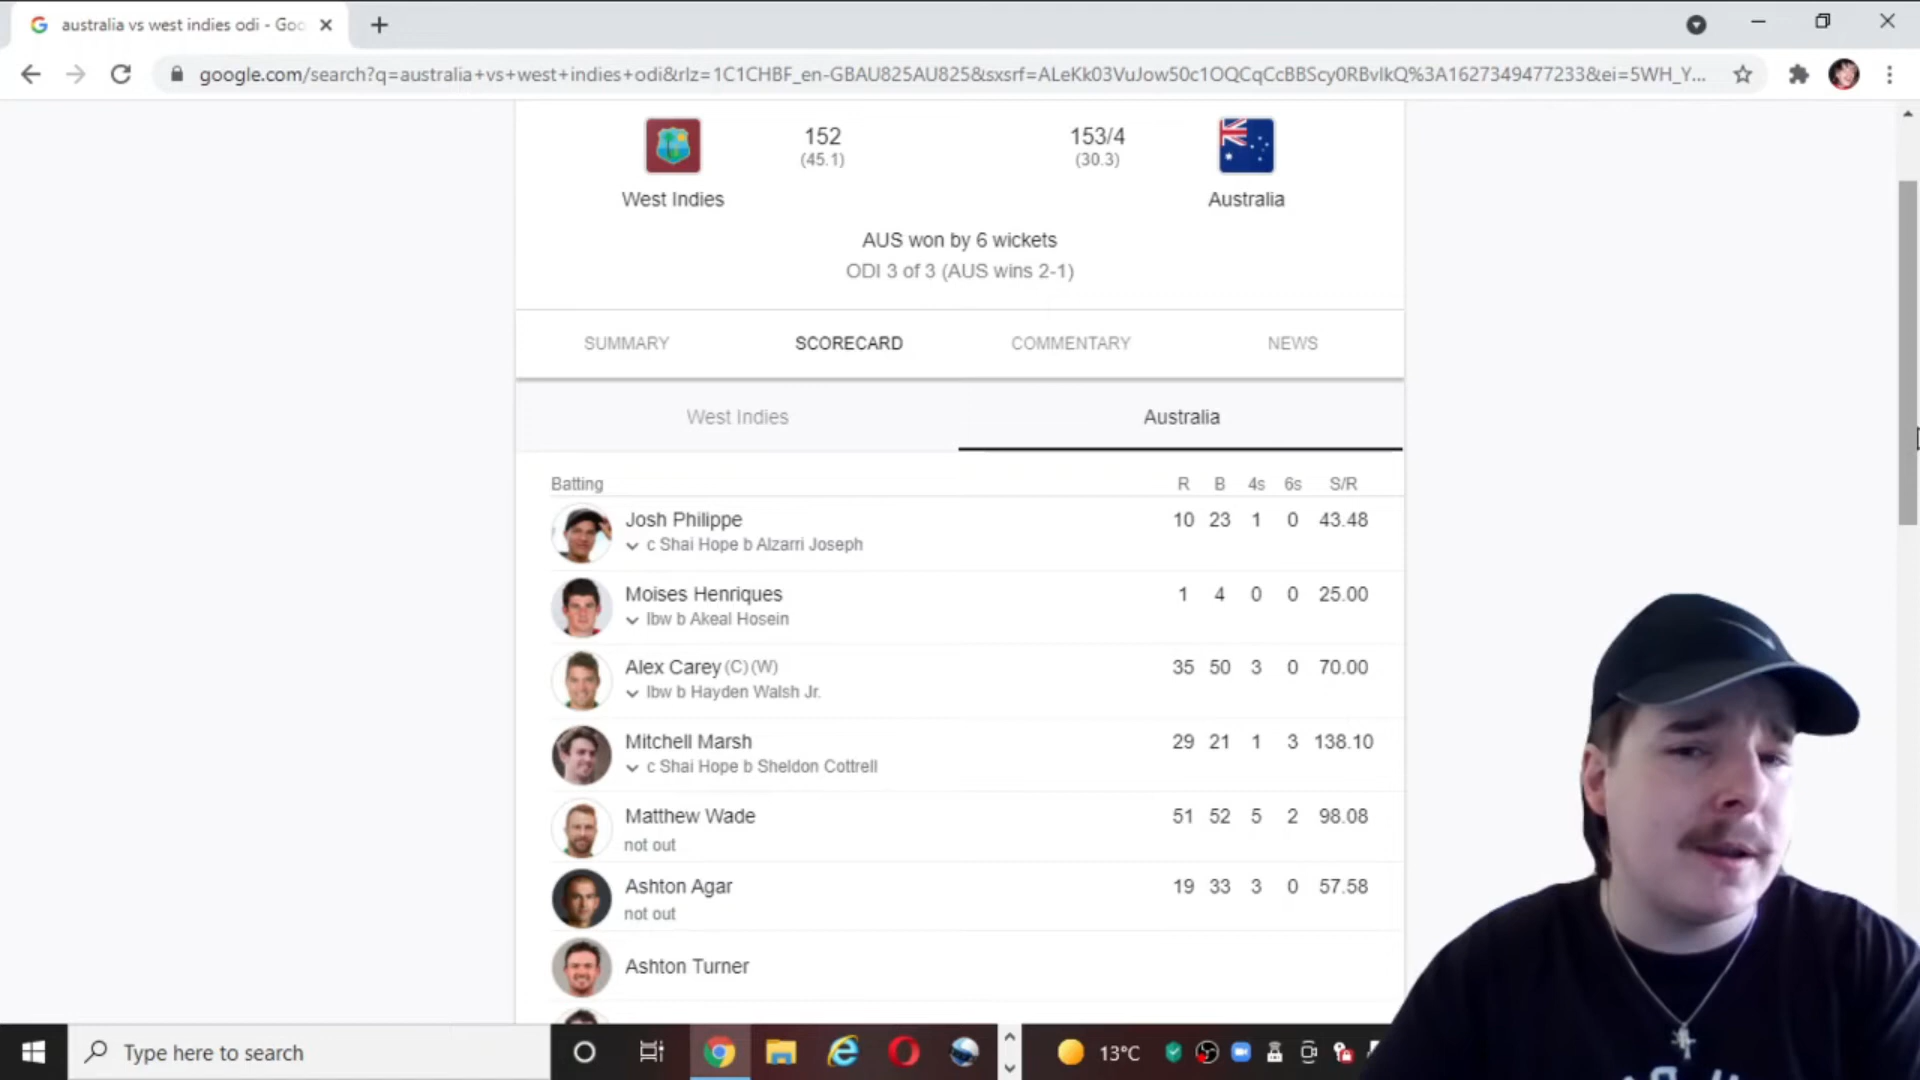 australia vs west indies odi - Goo
google.com/search?q=australia+vs+west+indies+odi&rlz=1C1CHBF_en-GBAU825AU825&sxsrf=ALeKk03VuJow50c1OQCqCcBBScy0RBvIkQ%3A1627349477233&ei=5WH_Y...
152 153/4
(45.1) (30.3)
West Indies Australia
AUS won by 6 wickets
ODI 3 of 3 (AUS wins 2-1)
SUMMARY SCORECARD COMMENTARY NEWS
West Indies Australia
Batting R B 4s 6s S/R
Josh Philippe 10 23 1 0 43.48
c Shai Hope b Alzarri Joseph
Moises Henriques 1 4 0 0 25.00
lbw b Akeal Hosein
Alex Carey (C) (W) 35 50 3 0 70.00
lbw b Hayden Walsh Jr.
Mitchell Marsh 29 21 1 3 138.10
c Shai Hope b Sheldon Cottrell
Matthew Wade 51 52 5 2 98.08
not out
Ashton Agar 19 33 3 0 57.58
not out
Ashton Turner
Type here to search 13°C